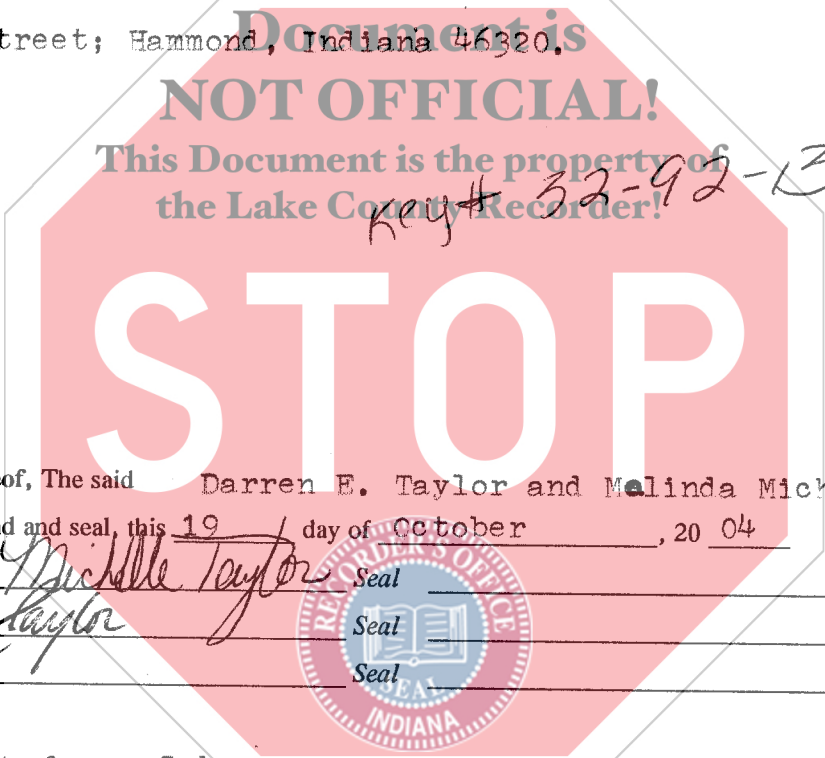 treet; Hammond, Indiana 46320.
Document is
NOT OFFICIAL!
This Document is the property of
the Lake County Recorder!
Key# 32-92-13
STOP
of, The said Darren E. Taylor and Malinda Mich
d and seal, this 19 day of October, 20 04
Michelle Taylor Seal
Taylor Seal
Seal
RECORDER'S OFFICE
SEAL
INDIANA